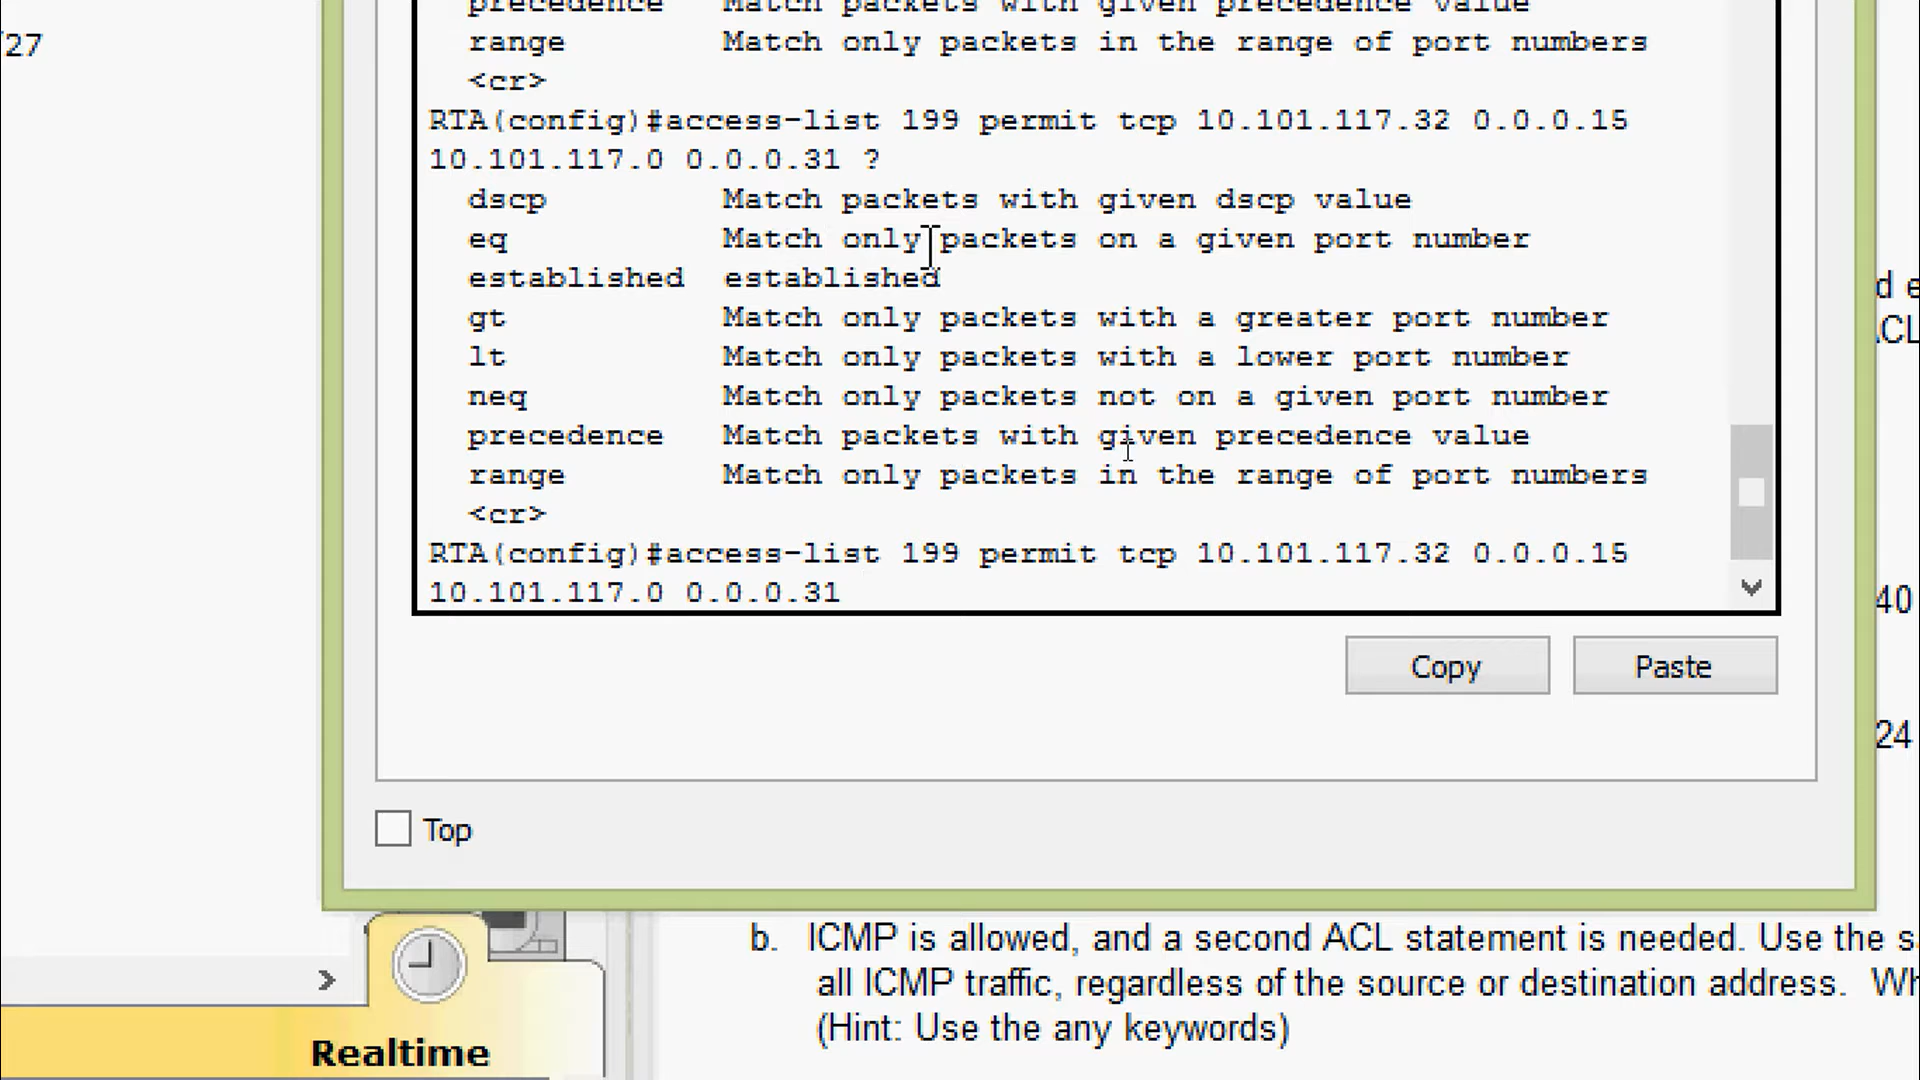 /27
precedence   Match packets with given precedence value
range        Match only packets in the range of port numbers
<cr>
RTA(config)#access-list 199 permit tcp 10.101.117.32 0.0.0.15
10.101.117.0 0.0.0.31 ?
dscp         Match packets with given dscp value
eq           Match only packets on a given port number
established  established
gt           Match only packets with a greater port number
lt           Match only packets with a lower port number
neq          Match only packets not on a given port number
precedence   Match packets with given precedence value
range        Match only packets in the range of port numbers
<cr>
RTA(config)#access-list 199 permit tcp 10.101.117.32 0.0.0.15
10.101.117.0 0.0.0.31
Copy
Paste
Top
40
24
b. ICMP is allowed, and a second ACL statement is needed. Use the
all ICMP traffic, regardless of the source or destination address.
(Hint: Use the any keywords)
Realtime